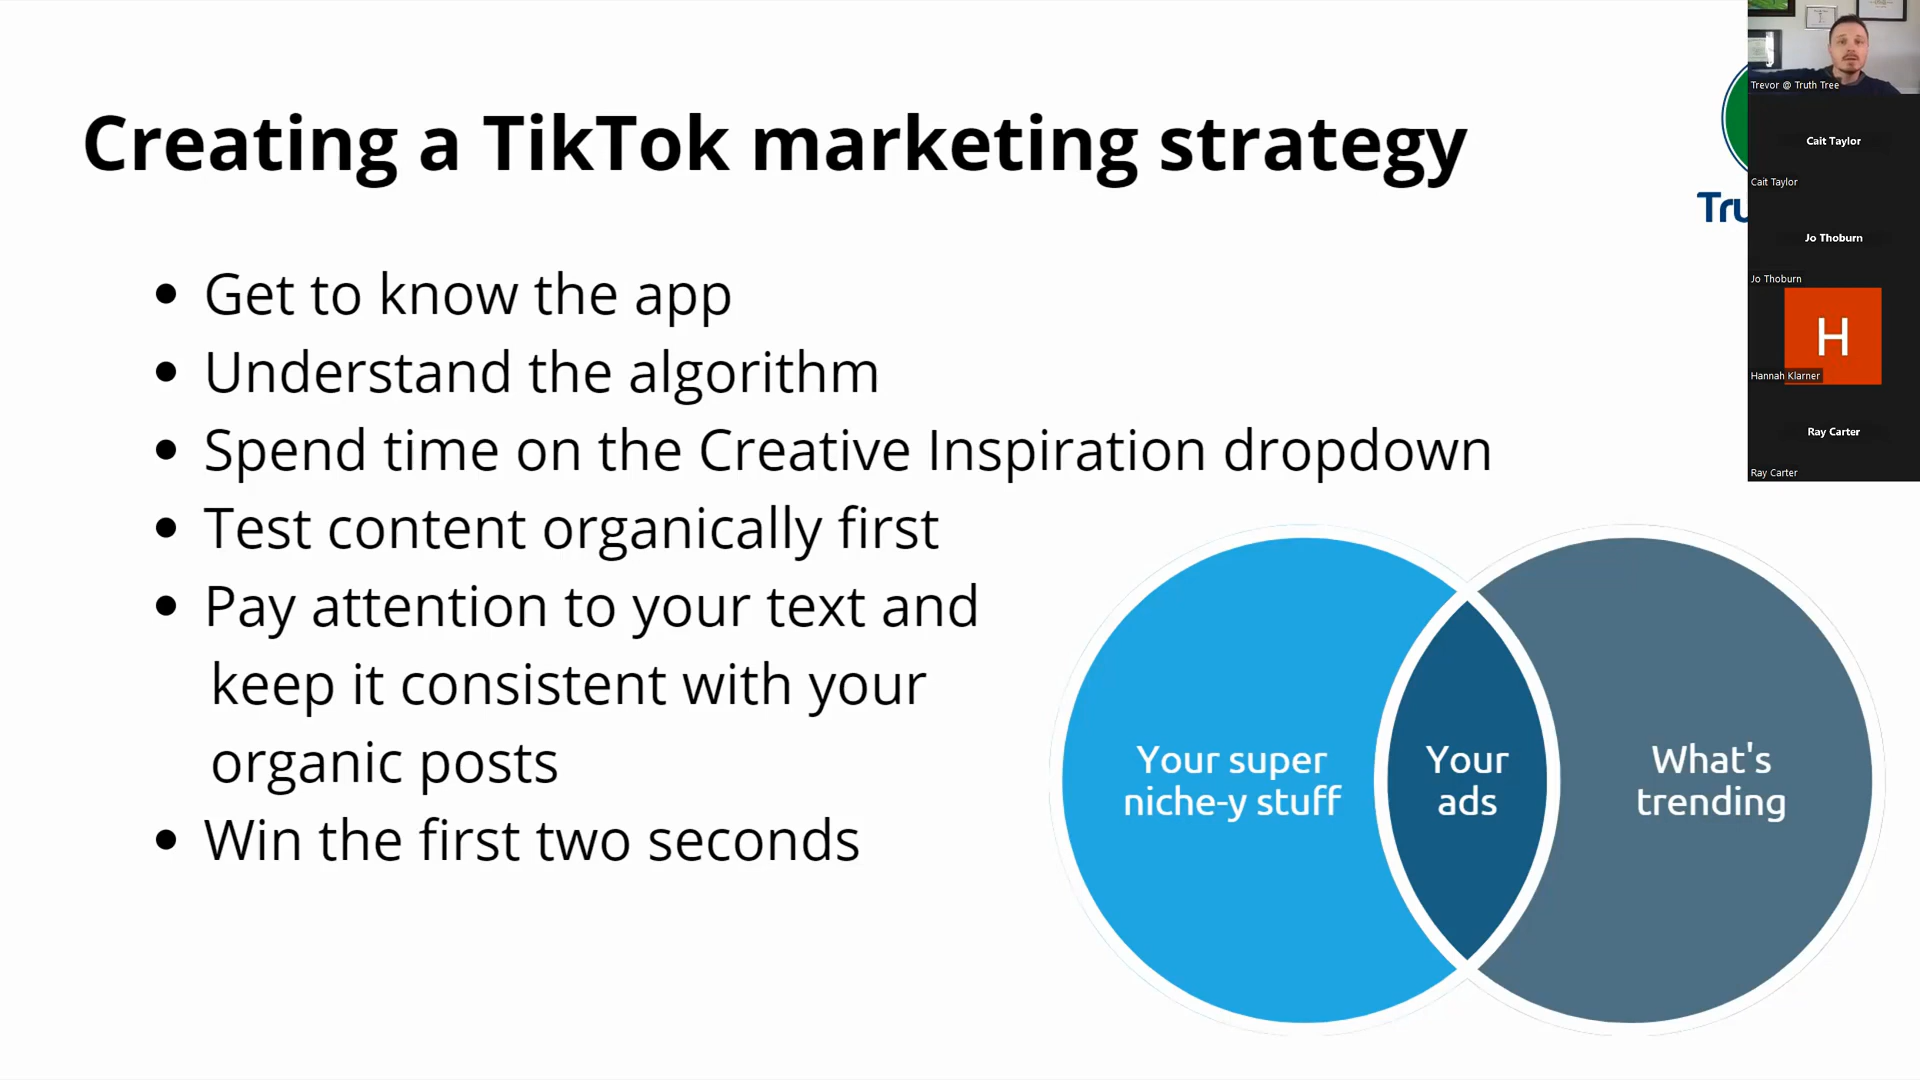 Creating a TikTok marketing strategy
Get to know the app
Understand the algorithm
Spend time on the Creative Inspiration dropdown
Test content organically first
Pay attention to your text and
keep it consistent with your
organic posts
Win the first two seconds
Your super
niche-y stuff
Your
ads
What's
trending
Tru
Trevor @ Truth Tree
Cait Taylor
Cait Taylor
Jo Thoburn
Jo Thoburn
H
Hannah Klarner
Ray Carter
Ray Carter